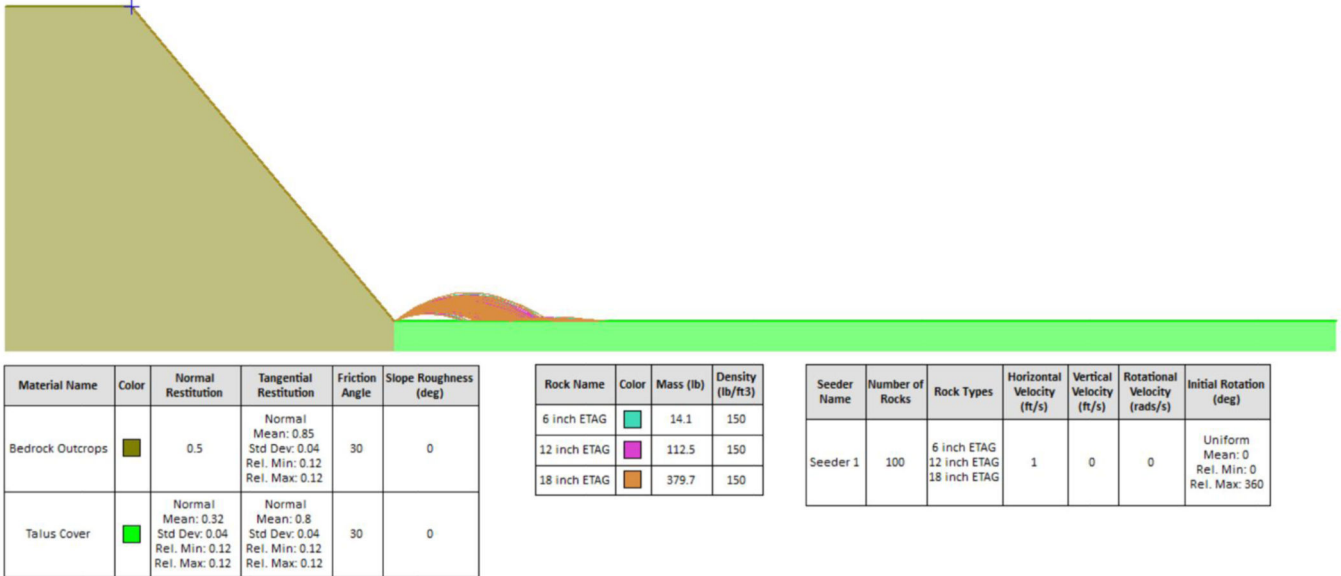 Material Name Color Normal Restitution Tangential Restitution Friction Angle Slope Roughness (deg)
Bedrock Outcrops 0.5 Normal Mean: 0.85 Std Dev: 0.04 Rel. Min: 0.12 Rel. Max: 0.12 30 0
Talus Cover Normal Mean: 0.32 Std Dev: 0.04 Rel. Min: 0.12 Rel. Max: 0.12 Normal Mean: 0.8 Std Dev: 0.04 Rel. Min: 0.12 Rel. Max: 0.12 30 0
Rock Name Color Mass (lb) Density (lb/ft3)
6 inch ETAG 14.1 150
12 inch ETAG 112.5 150
18 inch ETAG 379.7 150
Seeder Name Number of Rocks Rock Types Horizontal Velocity (ft/s) Vertical Velocity (ft/s) Rotational Velocity (rads/s) Initial Rotation (deg)
Seeder 1 100 6 inch ETAG 12 inch ETAG 18 inch ETAG 1 0 0 Uniform Mean: 0 Rel. Min: 0 Rel. Max: 360